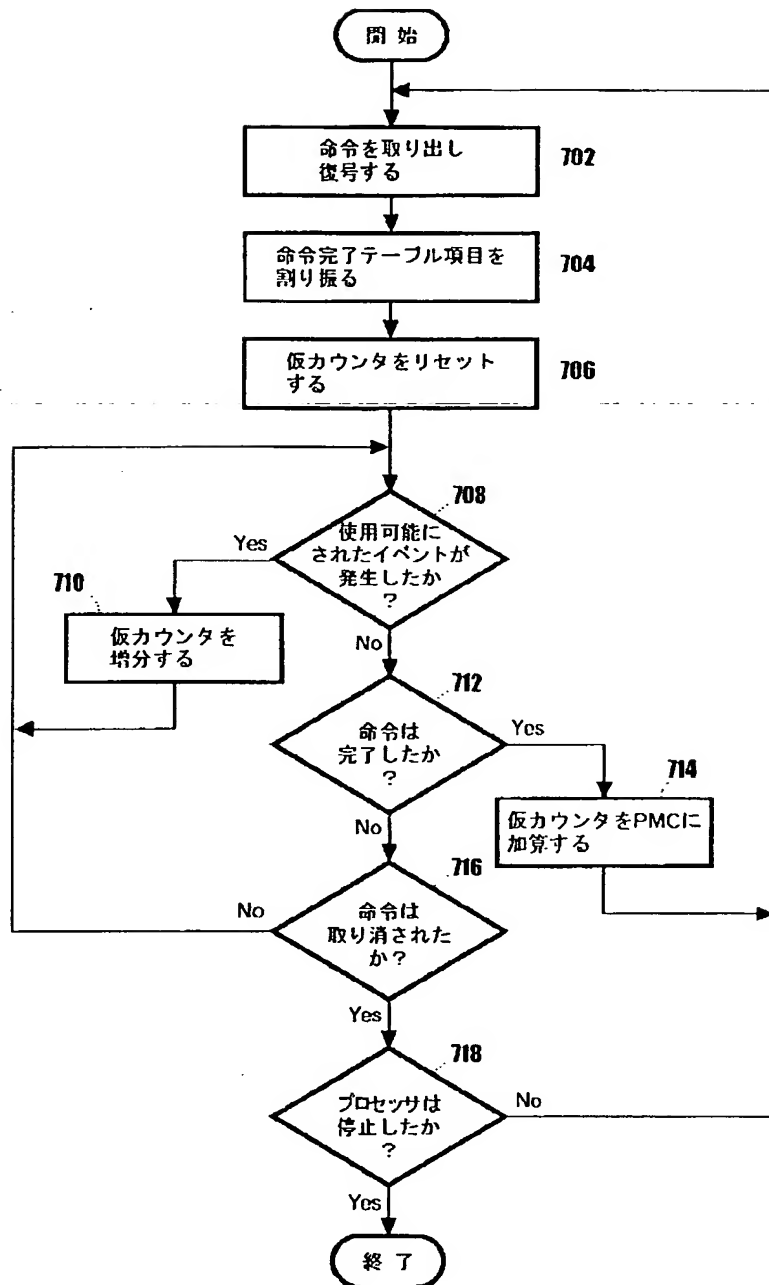 開始
命令を取り出し
復号する
702
命令完了テーブル項目を
割り振る
704
仮カウンタをリセット
する
706
708
使用可能に
されたイベントが
発生したか
?
Yes
710
仮カウンタを
増分する
No
712
命令は
完了したか
?
Yes
714
仮カウンタをPMCに
加算する
No
716
命令は
取り消された
か?
No
Yes
718
プロセッサは
停止したか
?
No
Yes
終了